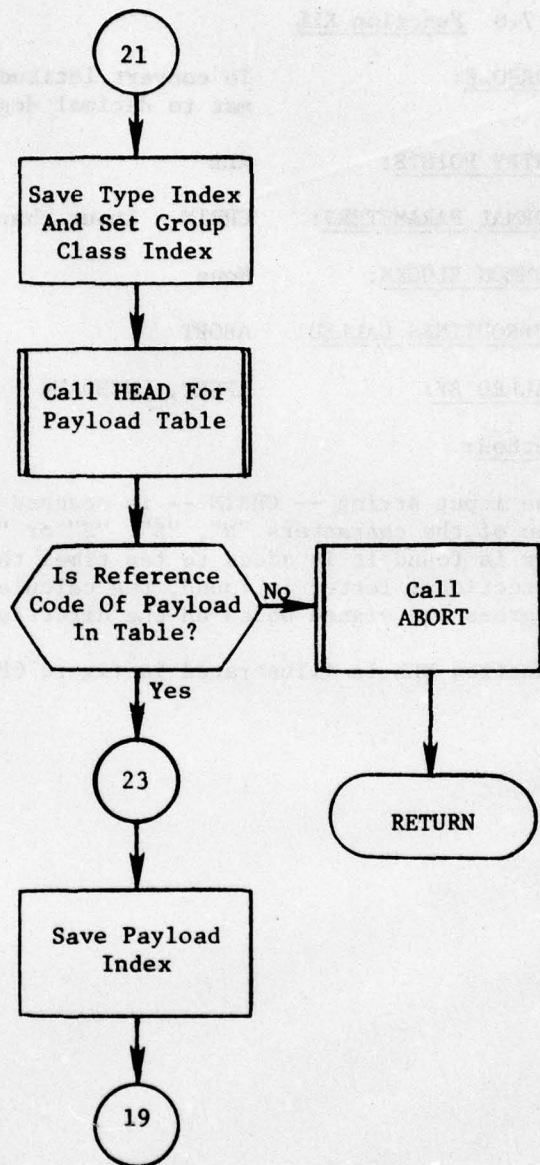 21
Save Type Index
And Set Group
Class Index
Call HEAD For
Payload Table
Is Reference
Code Of Payload
In Table?
No
Call
ABORT
Yes
23
RETURN
Save Payload
Index
19